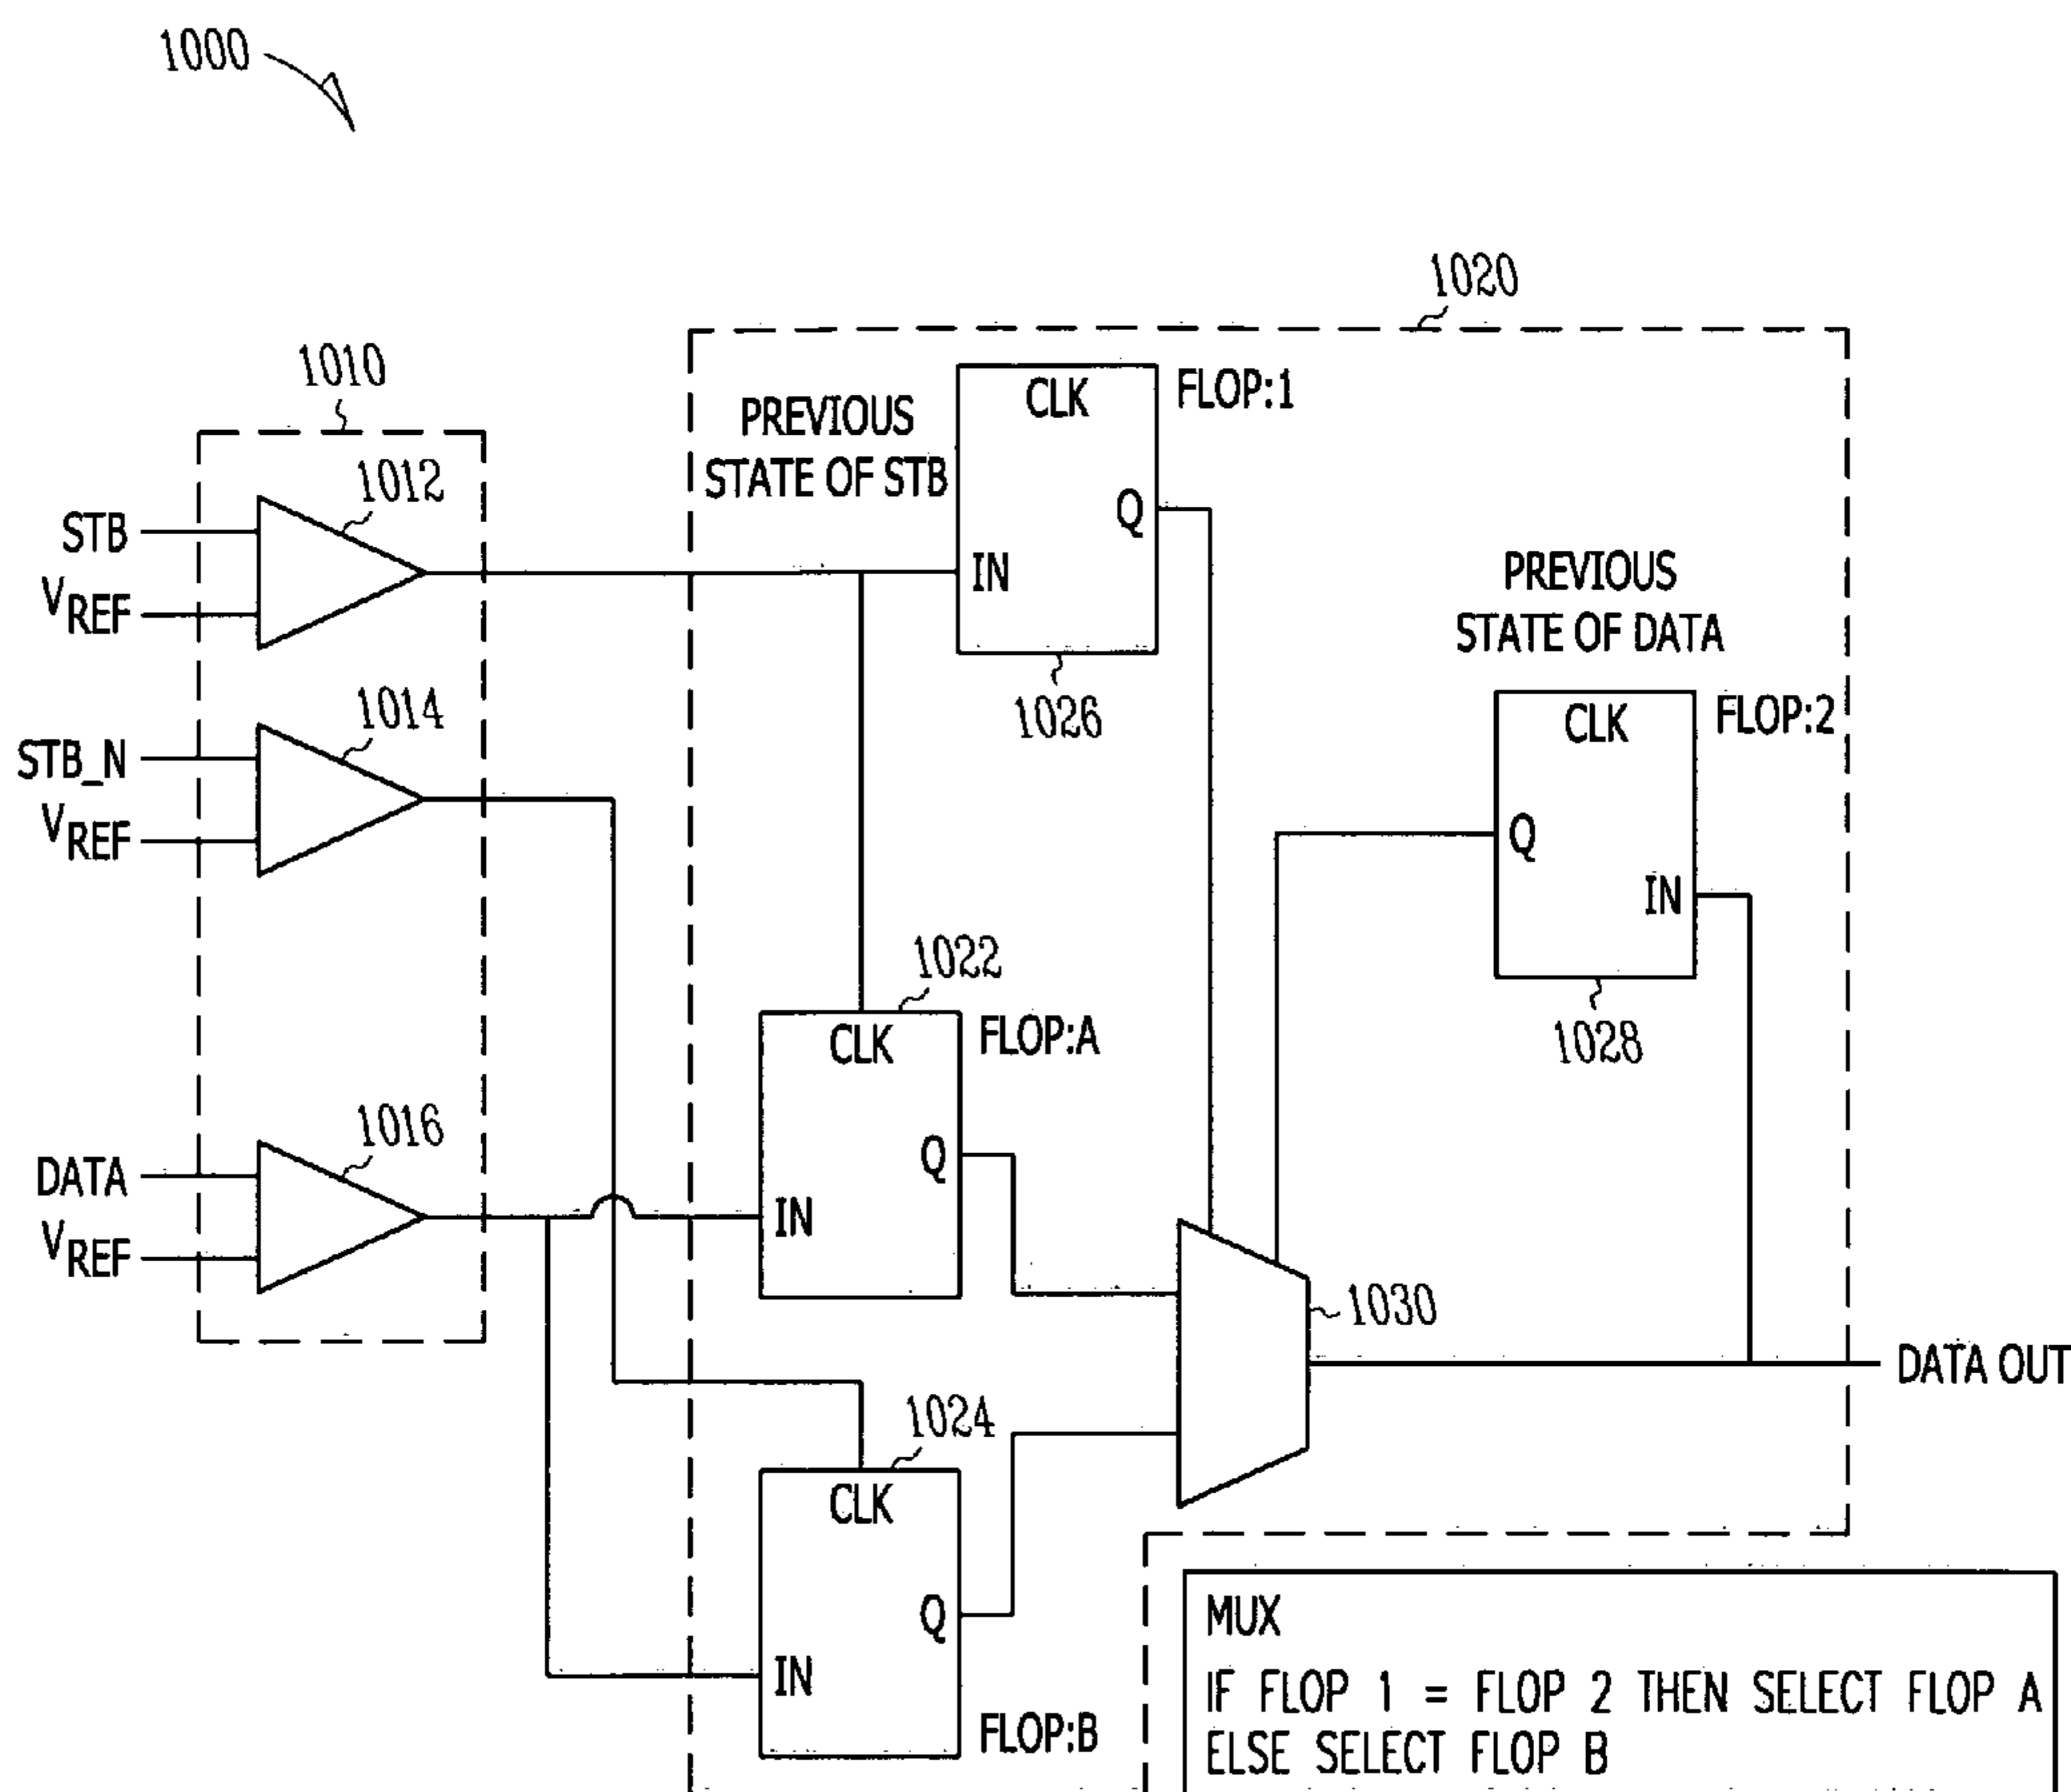 1000
1020
1010
CLK
FLOP:1
PREVIOUS
STATE OF STB
1012
STB
Q
VREF
IN
PREVIOUS
STATE OF DATA
1026
1014
CLK
FLOP:2
STB_N
VREF
Q
IN
1022
1028
CLK
FLOP:A
1016
DATA
Q
IN
VREF
1030
DATA OUT
1024
CLK
Q
IN
FLOP:B
MUX
IF FLOP 1 = FLOP 2 THEN SELECT FLOP A
ELSE SELECT FLOP B